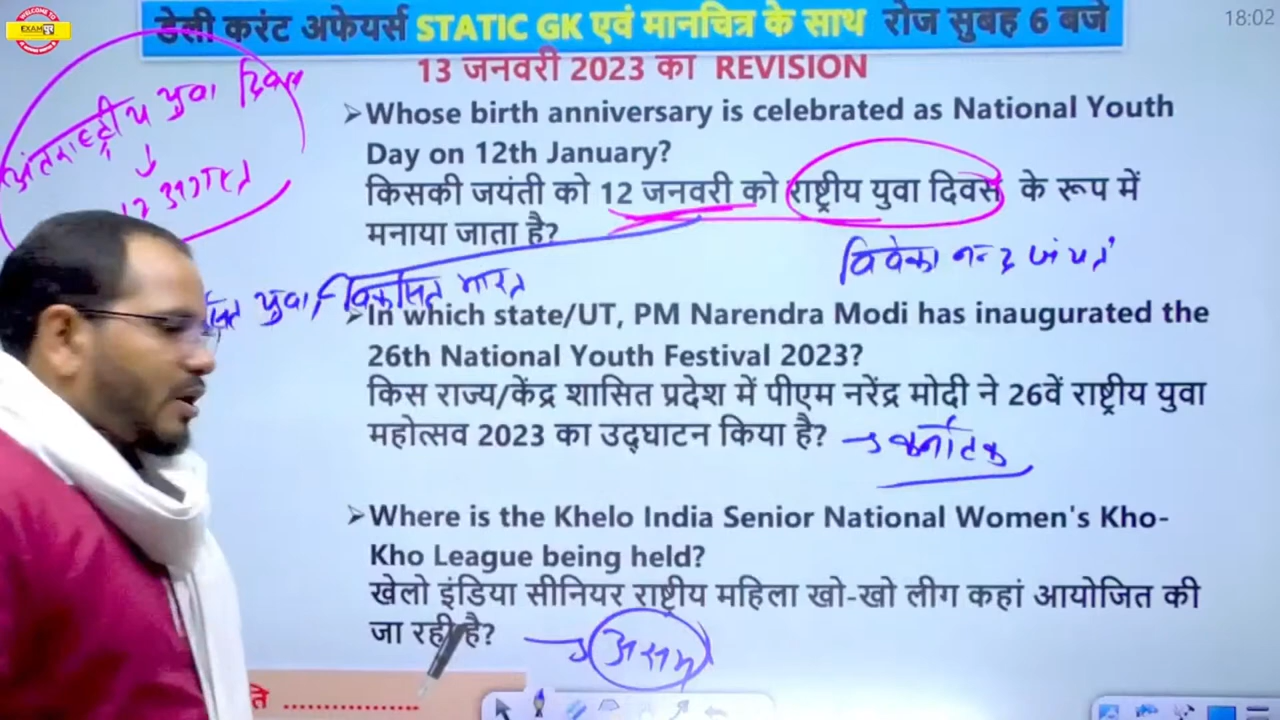 WELCOME TO
EXAM
18:02
डेली करंट अफेयर्स STATIC GK एवं मानचित्र के साथ रोज सुबह 6 बजे
13 जनवरी 2023 का REVISION
➢Whose birth anniversary is celebrated as National Youth
Day on 12th January?
किसकी जयंती को 12 जनवरी को राष्ट्रीय युवा दिवस के रूप में
मनाया जाता है?
अंतराष्ट्रीय युवा दिवस
↓
12 अगस्त
युवा, विकसित भारत
➢In which state/UT, PM Narendra Modi has inaugurated the
26th National Youth Festival 2023?
किस राज्य/केंद्र शासित प्रदेश में पीएम नरेंद्र मोदी ने 26वें राष्ट्रीय युवा
महोत्सव 2023 का उद्घाटन किया है? → कर्नाटक
➢Where is the Khelo India Senior National Women's Kho-
Kho League being held?
खेलो इंडिया सीनियर राष्ट्रीय महिला खो-खो लीग कहां आयोजित की
जा रही है? → असम
ति ..................